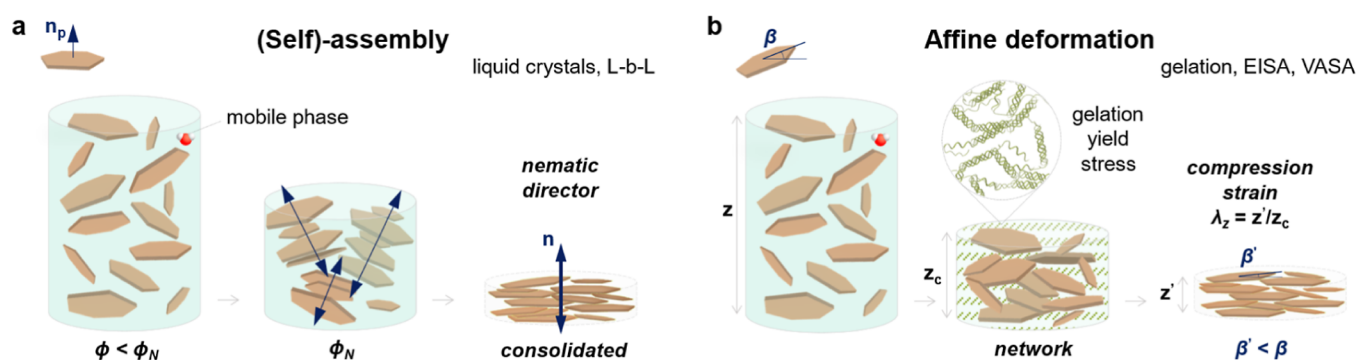 a
n_p
(Self)-assembly
liquid crystals, L-b-L
mobile phase
nematic
director
n
ϕ < ϕ_N
ϕ_N
consolidated
b
β
Affine deformation
gelation, EISA, VASA
gelation
yield
stress
compression
strain
λ_z = z'/z_c
z
z_c
β'
z'
network
β' < β